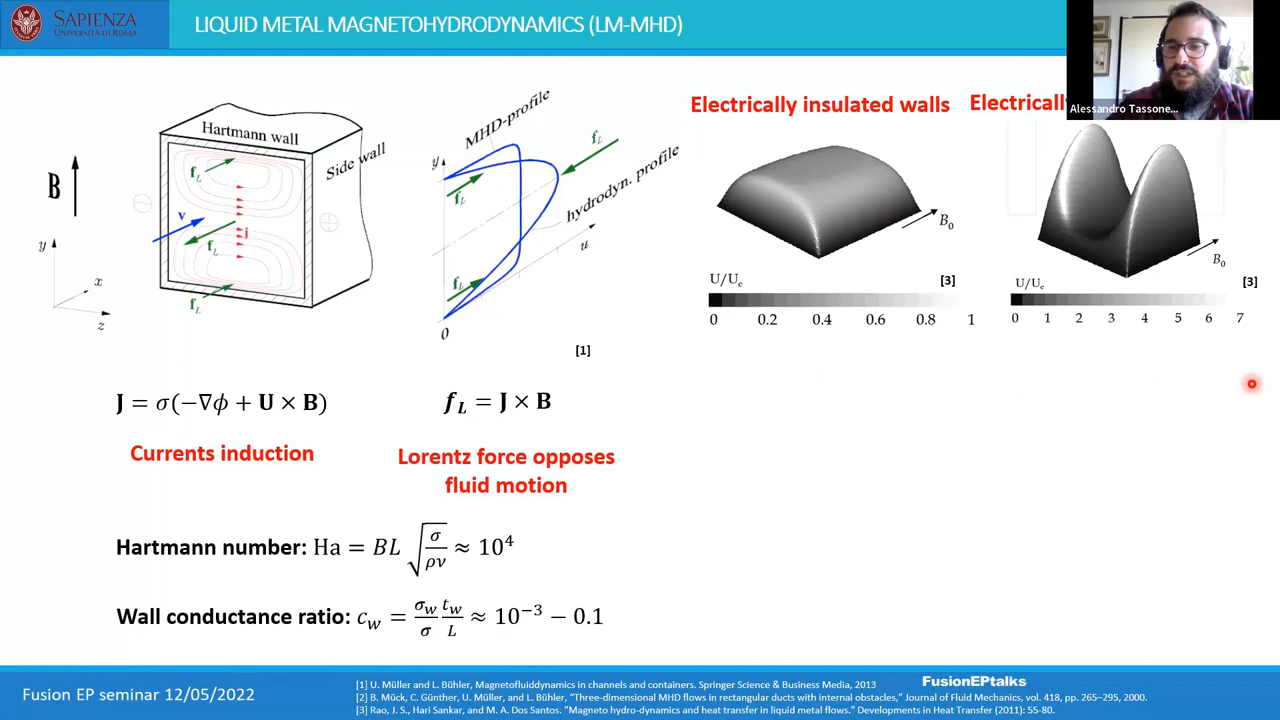 SAPIENZA
UNIVERSITÀ DI ROMA
LIQUID METAL MAGNETOHYDRODYNAMICS (LM-MHD)
Alessandro Tassone...
Hartmann wall
Side wall
B
f_L
v
f_L
j
f_L
y
x
z
MHD-profile
hydrodyn. profile
y
f_L
f_L
f_L
u
0
[1]
Electrically insulated walls
B₀
[3]
U/U_c
0 0.2 0.4 0.6 0.8 1
Electrically
B₀
[3]
U/U_c
0 1 2 3 4 5 6 7
J = σ(−∇ϕ + U × B)
f_L = J × B
Currents induction
Lorentz force opposes
fluid motion
Hartmann number: Ha = BL √(σ/ρν) ≈ 10⁴
Wall conductance ratio: c_w = σ_w/σ t_w/L ≈ 10⁻³ − 0.1
Fusion EP seminar 12/05/2022
FusionEPtalks
[1] U. Müller and L. Bühler, Magnetofluiddynamics in channels and containers. Springer Science & Business Media, 2013
[2] B. Mück, C. Günther, U. Müller, and L. Bühler, “Three-dimensional MHD flows in rectangular ducts with internal obstacles,” Journal of Fluid Mechanics, vol. 418, pp. 265–295, 2000.
[3] Rao, J. S., Hari Sankar, and M. A. Dos Santos. "Magneto hydro-dynamics and heat transfer in liquid metal flows." Developments in Heat Transfer (2011): 55-80.